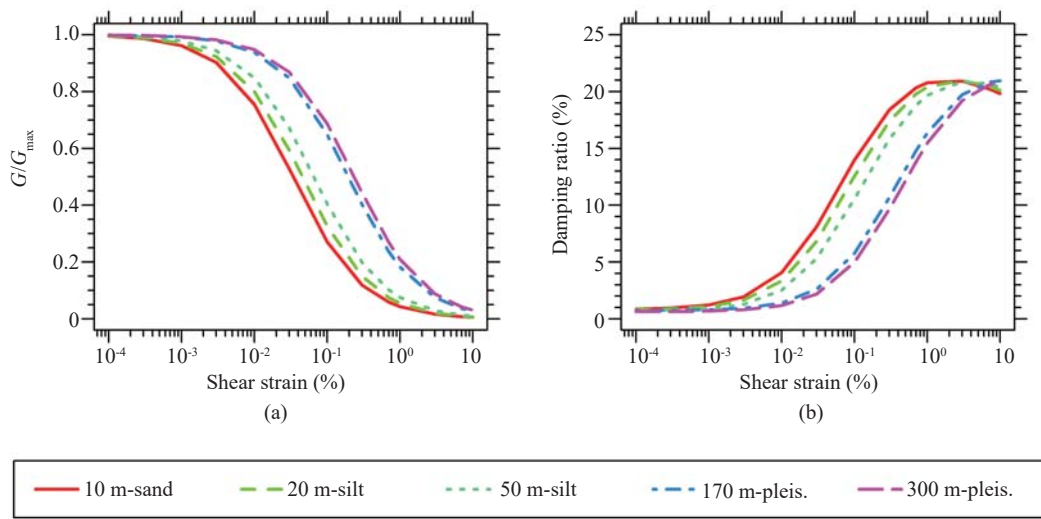 1.0
0.8
0.6
0.4
0.2
0
G/Gmax
10-4 10-3 10-2 10-1 100 10
Shear strain (%)
(a)
25
20
15
10
5
0
Damping ratio (%)
10-4 10-3 10-2 10-1 100 10
Shear strain (%)
(b)
10 m-sand 20 m-silt 50 m-silt 170 m-pleis. 300 m-pleis.